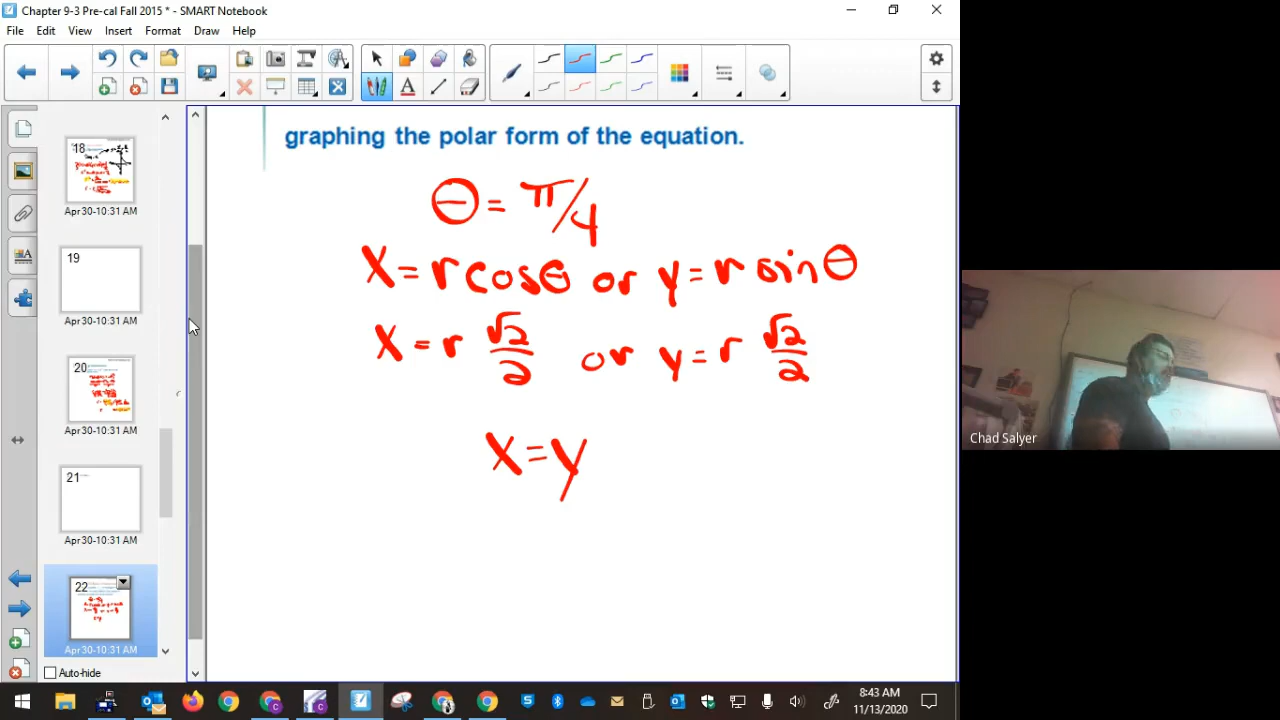 Chapter 9-3 Pre-cal Fall 2015 * - SMART Notebook
File Edit View Insert Format Draw Help
graphing the polar form of the equation.
θ = π/4
x = r cosθ or y = r sinθ
x = r √2/2 or y = r √2/2
x = y
18
Apr30-10:31 AM
19
Apr30-10:31 AM
20
Apr30-10:31 AM
21
Apr30-10:31 AM
22
Apr30-10:31 AM
Auto-hide
Chad Salyer
8:43 AM
11/13/2020